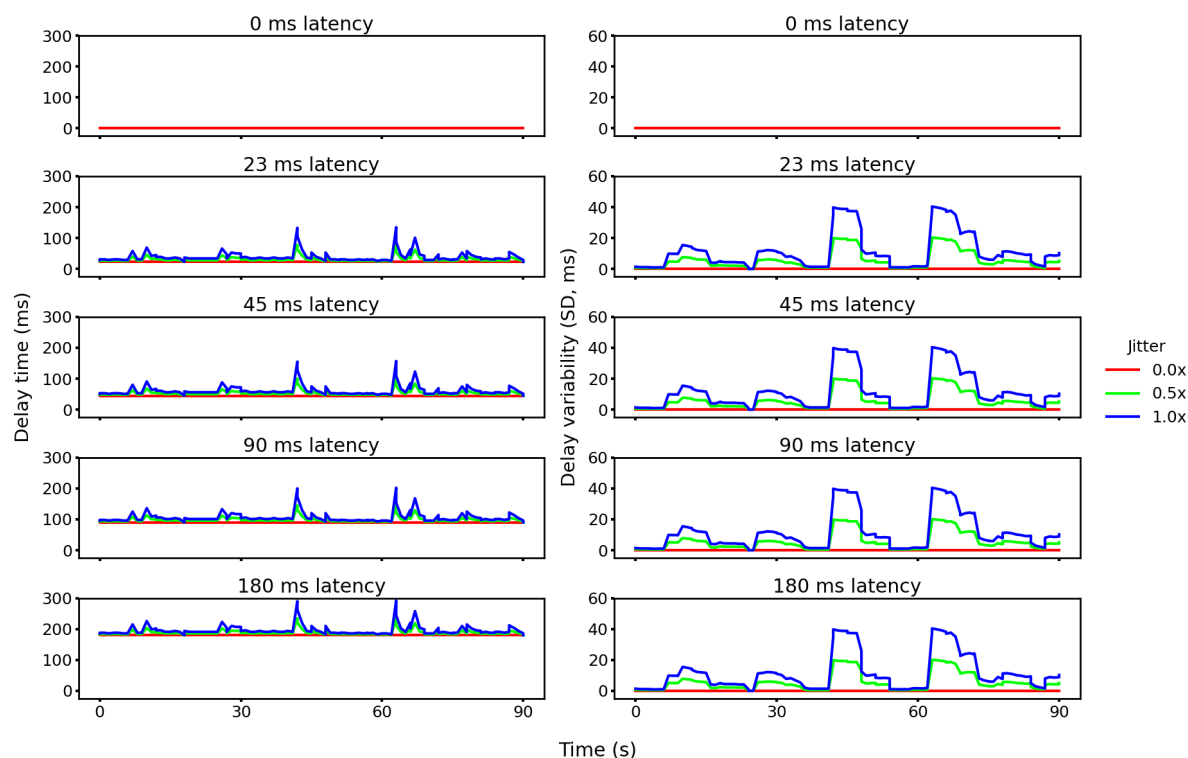 0 ms latency
0 ms latency
300
200
100
0
60
40
20
0
23 ms latency
23 ms latency
300
200
100
0
60
40
20
0
Delay time (ms)
Delay variability (SD, ms)
45 ms latency
45 ms latency
300
200
100
0
60
40
20
0
Jitter
0.0x
0.5x
1.0x
90 ms latency
90 ms latency
300
200
100
0
60
40
20
0
180 ms latency
180 ms latency
300
200
100
0
60
40
20
0
0 30 60 90
0 30 60 90
Time (s)